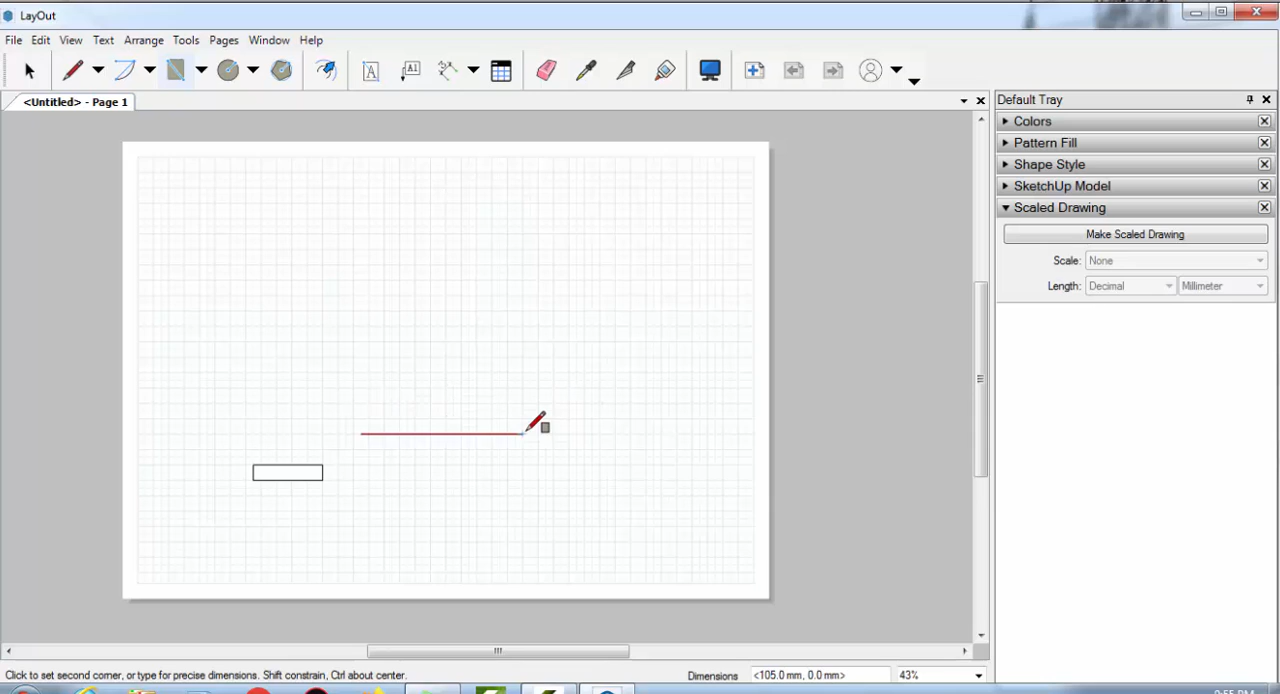 LayOut
File Edit View Text Arrange Tools Pages Window Help
A A1
<Untitled> - Page 1
Default Tray
Colors
Pattern Fill
Shape Style
SketchUp Model
Scaled Drawing
Make Scaled Drawing
Scale: None
Length: Decimal Millimeter
Click to set second corner, or type for precise dimensions. Shift constrain, Ctrl about center. Dimensions <105.0 mm, 0.0 mm> 43%